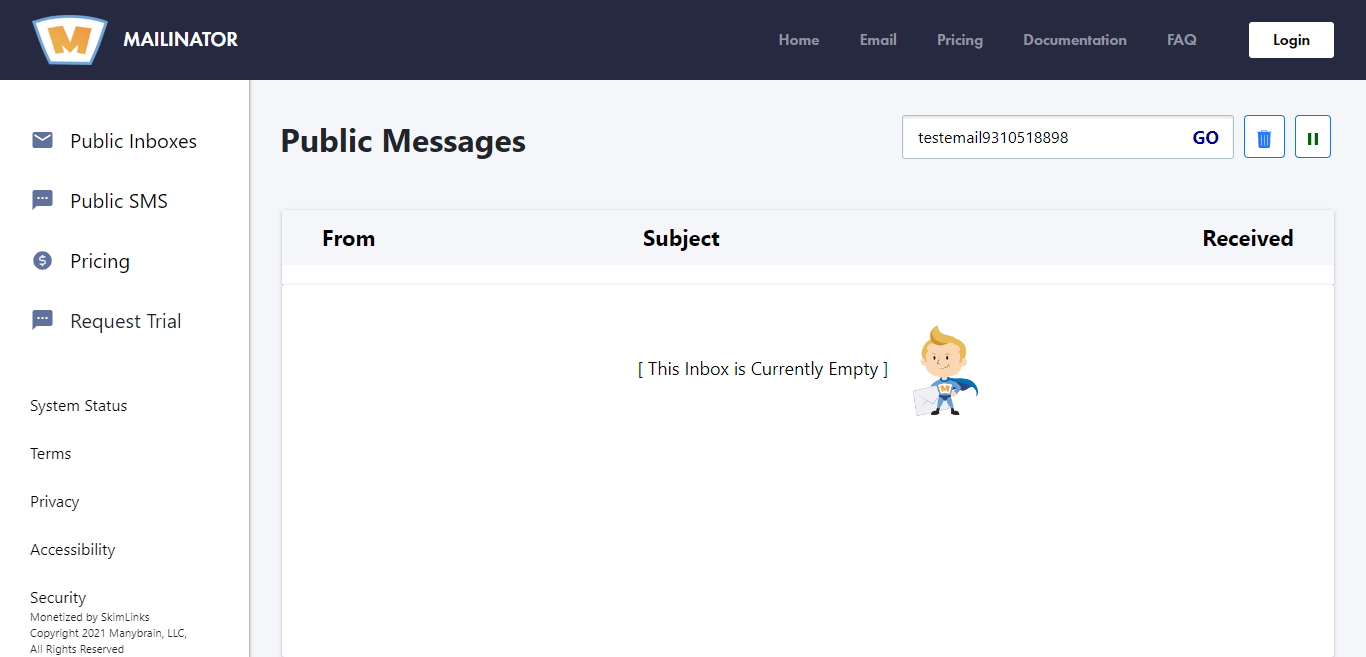 MAILINATOR
Home Email Pricing Documentation FAQ Login
Public Inboxes
Public SMS
Pricing
Request Trial
System Status
Terms
Privacy
Accessibility
Security
Monetized by SkimLinks
Copyright 2021 Manybrain, LLC,
All Rights Reserved
Public Messages
testemail9310518898 GO
From Subject Received
[ This Inbox is Currently Empty ]